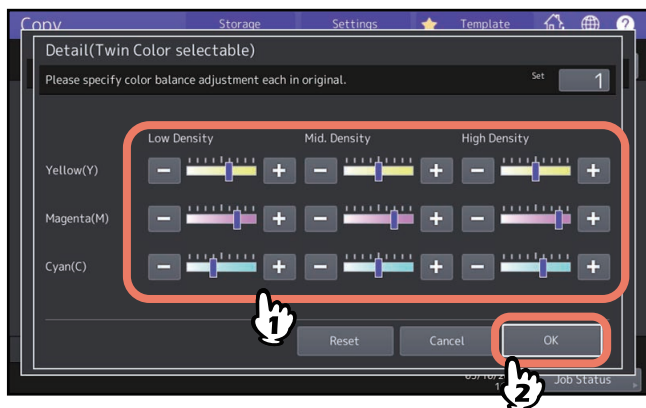 Copy Storage Settings Template ?
Detail(Twin Color selectable)
Please specify color balance adjustment each in original. Set 1
Low Density Mid. Density High Density
Yellow(Y) − + − + − +
Magenta(M) − + − + − +
Cyan(C) − + − + − +
1
Reset Cancel OK
2
Job Status